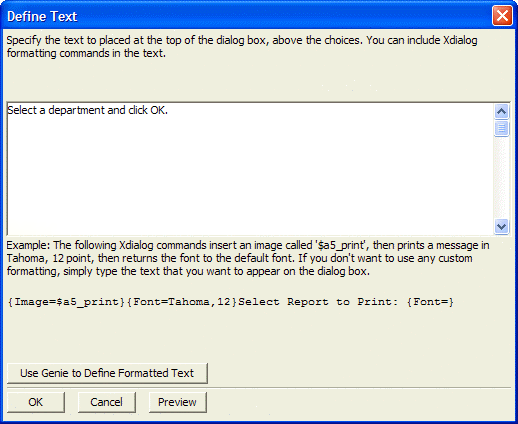 Define Text
Specify the text to placed at the top of the dialog box, above the choices. You can include Xdialog
formatting commands in the text.
Select a department and click OK.
Example: The following Xdialog commands insert an image called '$a5_print', then prints a message in
Tahoma, 12 point, then returns the font to the default font. If you don't want to use any custom
formatting, simply type the text that you want to appear on the dialog box.
{Image=$a5_print}{Font=Tahoma,12}Select Report to Print: {Font=}
Use Genie to Define Formatted Text
OK Cancel Preview